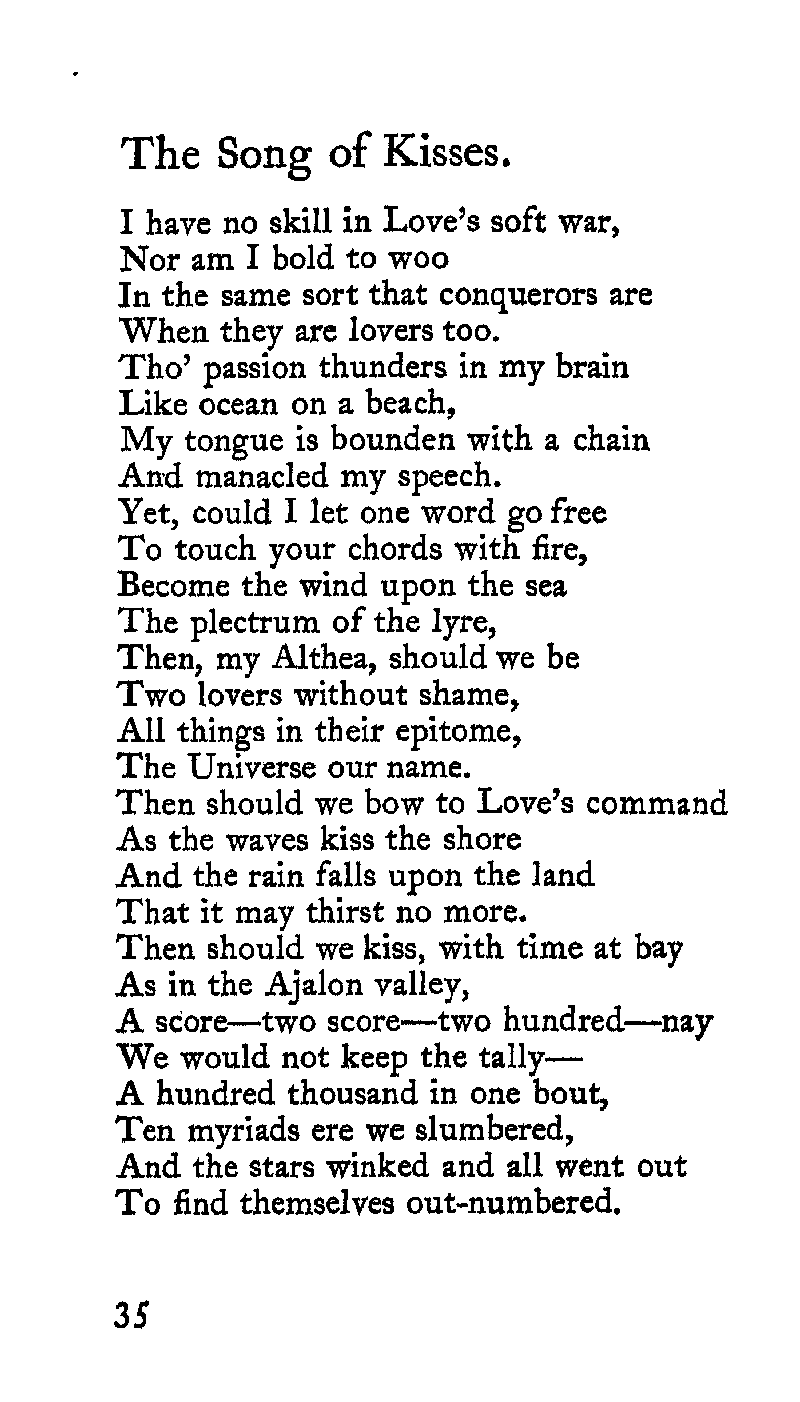 The Song of Kisses.
I have no skill in Love's soft war,
Nor am I bold to woo
In the same sort that conquerors are
When they are lovers too.
Tho' passion thunders in my brain
Like ocean on a beach,
My tongue is bounden with a chain
And manacled my speech.
Yet, could I let one word go free
To touch your chords with fire,
Become the wind upon the sea
The plectrum of the lyre,
Then, my Althea, should we be
Two lovers without shame,
All things in their epitome,
The Universe our name.
Then should we bow to Love's command
As the waves kiss the shore
And the rain falls upon the land
That it may thirst no more.
Then should we kiss, with time at bay
As in the Ajalon valley,
A score—two score—two hundred—nay
We would not keep the tally—
A hundred thousand in one bout,
Ten myriads ere we slumbered,
And the stars winked and all went out
To find themselves out-numbered.
35